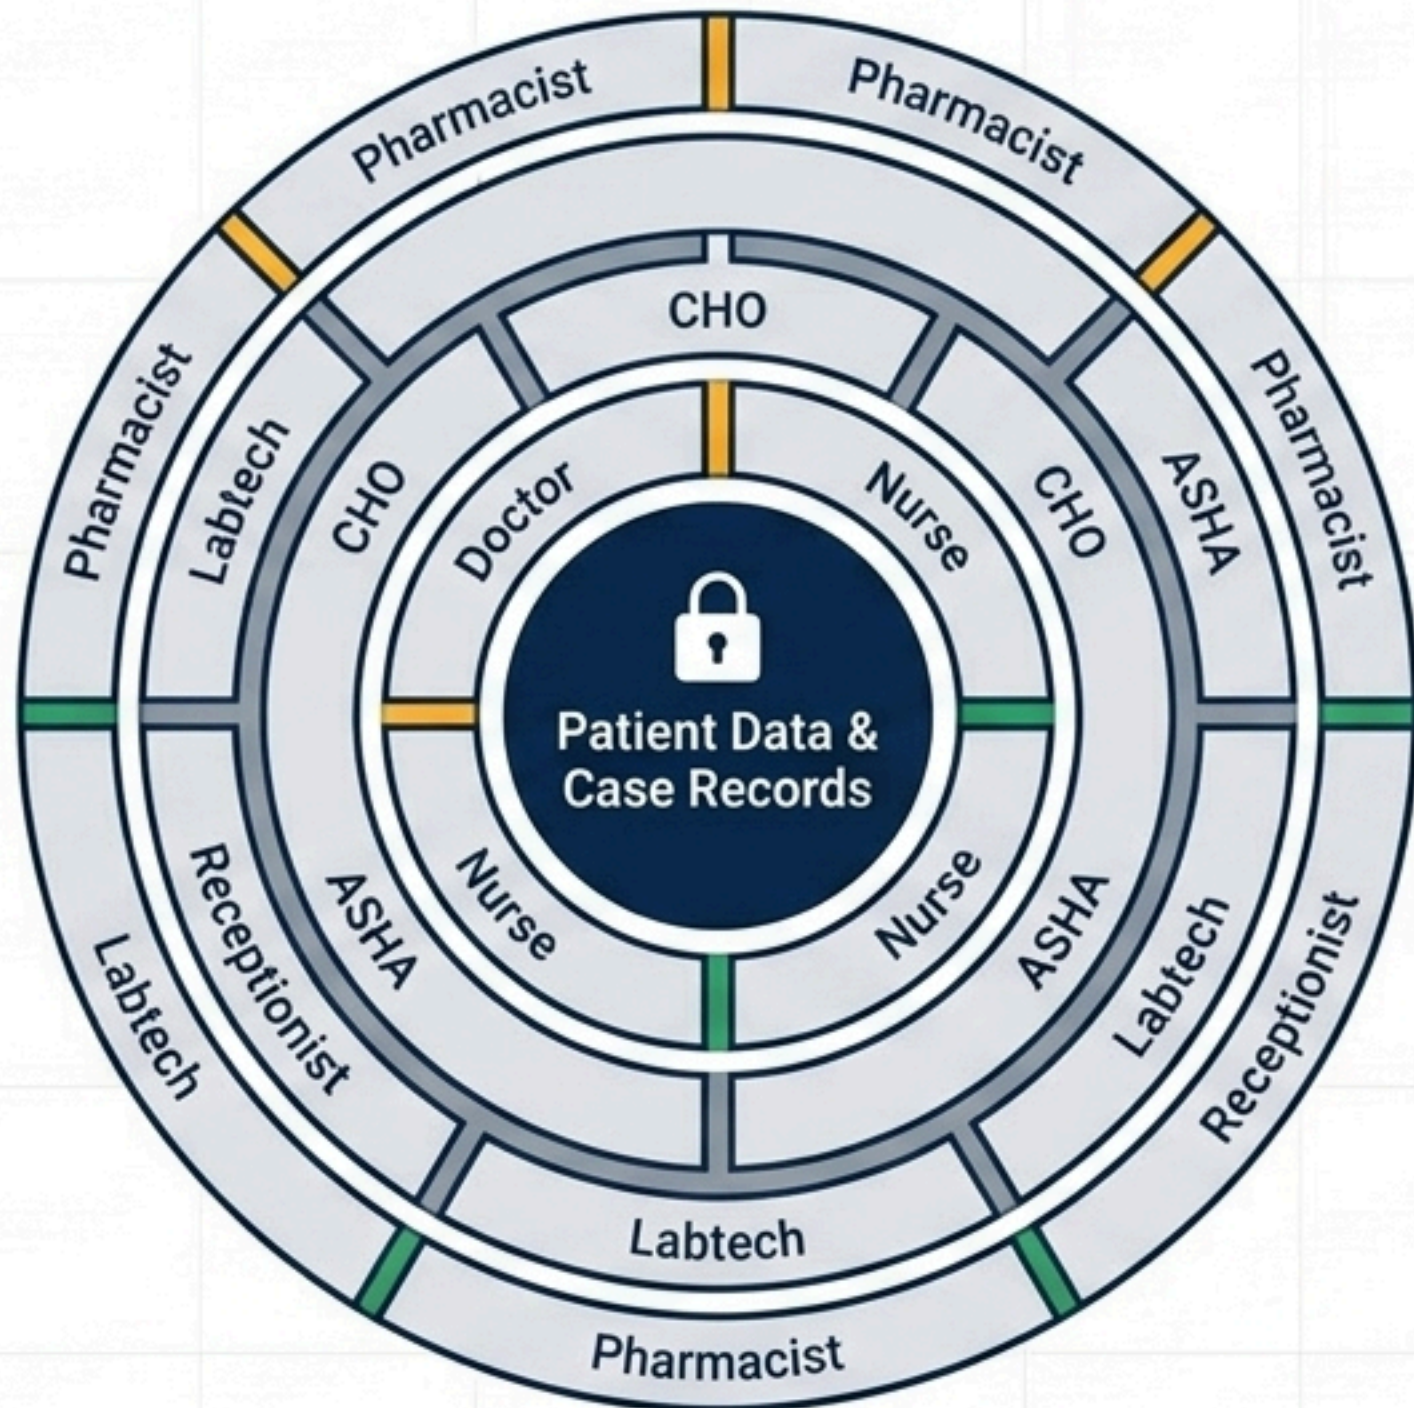 Pharmacist
Pharmacist
Pharmacist
Pharmacist
CHO
Labtech
CHO
Doctor
Nurse
CHO
ASHA
Patient Data &
Case Records
Receptionist
ASHA
Nurse
Nurse
ASHA
Labtech
Labtech
Receptionist
Labtech
Pharmacist